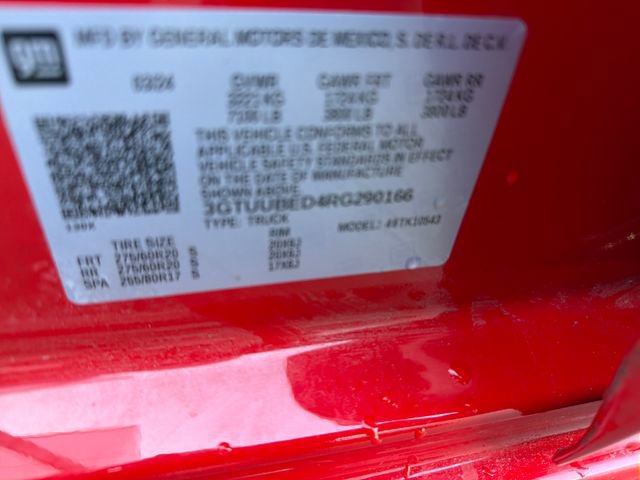 gm
MFD BY GENERAL MOTORS DE MEXICO, S. DE R.L. DE C.V.
03/24 GVWR GAWR FRT GAWR RR
3221 KG 1724 KG 1724 KG
7100 LB 3800 LB 3800 LB
THIS VEHICLE CONFORMS TO ALL
APPLICABLE U.S. FEDERAL MOTOR
VEHICLE SAFETY STANDARDS IN EFFECT
ON THE DATE OF MANUFACTURE
SHOWN ABOVE.
3GTUUBED4RG290166
TYPE: TRUCK MODEL: 4STK10543
TIRE SIZE RIM
FRT 275/60R20 S 20X9J
RR 275/60R20 S 20X9J
SPA 255/80R17 S 17X8J